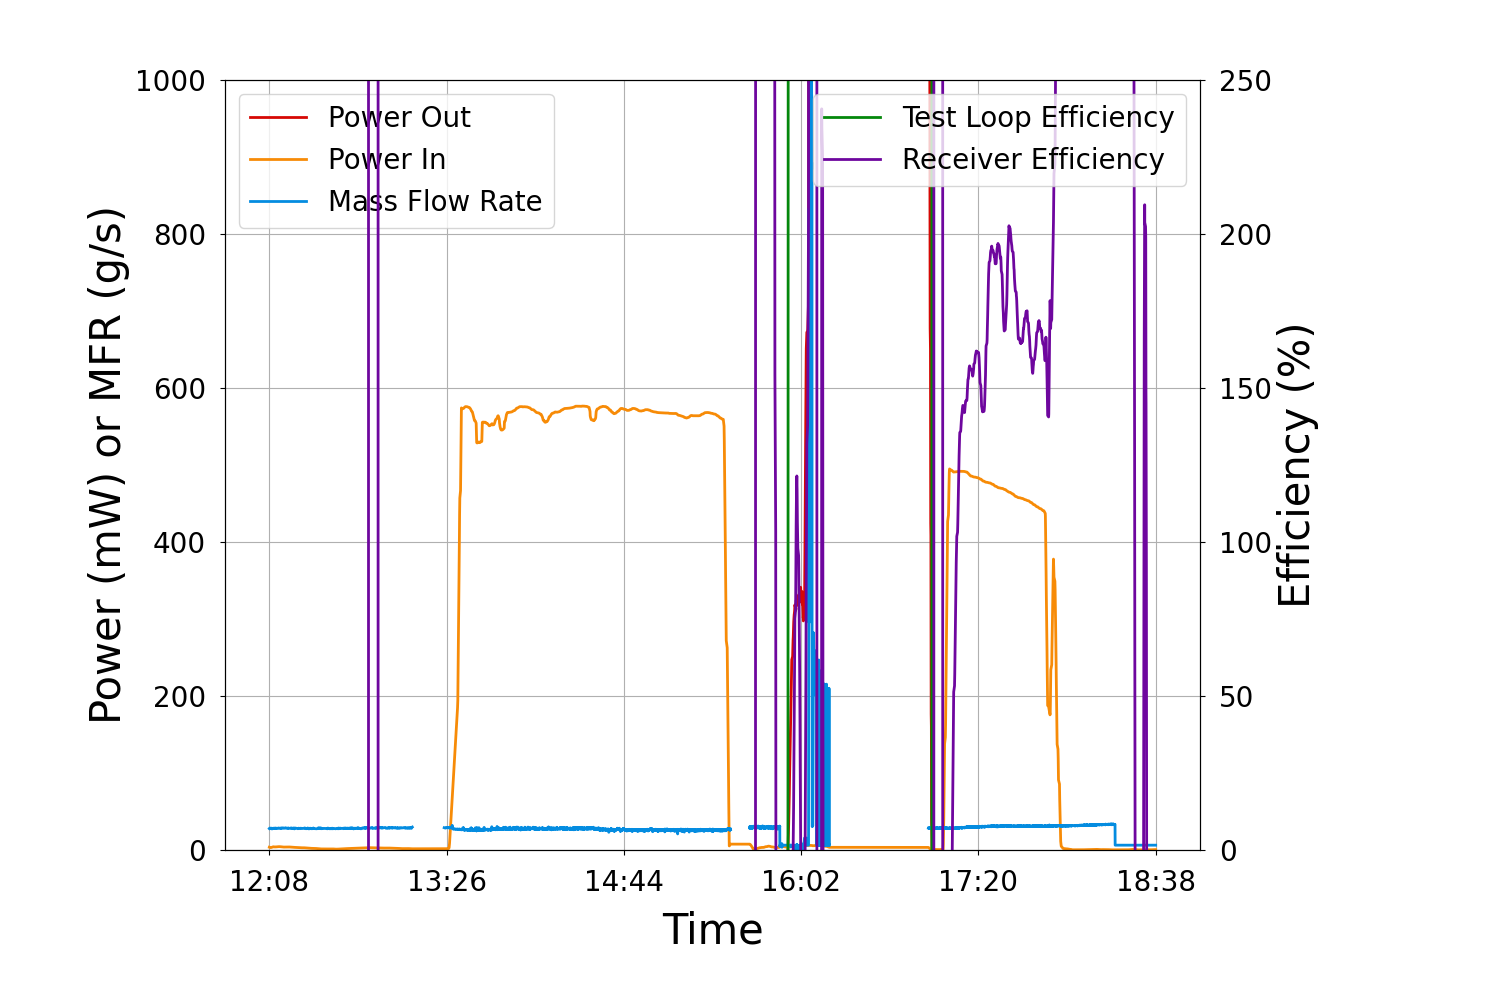 1000
800
600
400
200
0
Power (mW) or MFR (g/s)
Power Out
Power In
Mass Flow Rate
Test Loop Efficiency
Receiver Efficiency
250
200
150
100
50
0
Efficiency (%)
12:08 13:26 14:44 16:02 17:20 18:38
Time